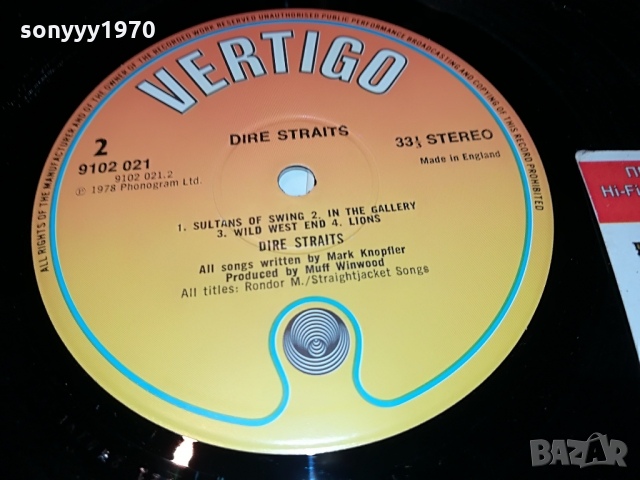 sonyyy1970
ALL RIGHTS OF THE MANUFACTURER AND OF THE OWNER OF THE RECORDED WORK RESERVED UNAUTHORISED PUBLIC PERFORMANCE BROADCASTING AND COPYING OF THIS RECORD PROHIBITED
VERTIGO
2
DIRE STRAITS
33⅓ STEREO
9102 021
9102 021.2
Made in England
℗ 1978 Phonogram Ltd.
1. SULTANS OF SWING 2. IN THE GALLERY
3. WILD WEST END 4. LIONS
DIRE STRAITS
All songs written by Mark Knopfler
Produced by Muff Winwood
All titles: Rondor M./Straightjacket Songs
Hi-Fi
BAZAR